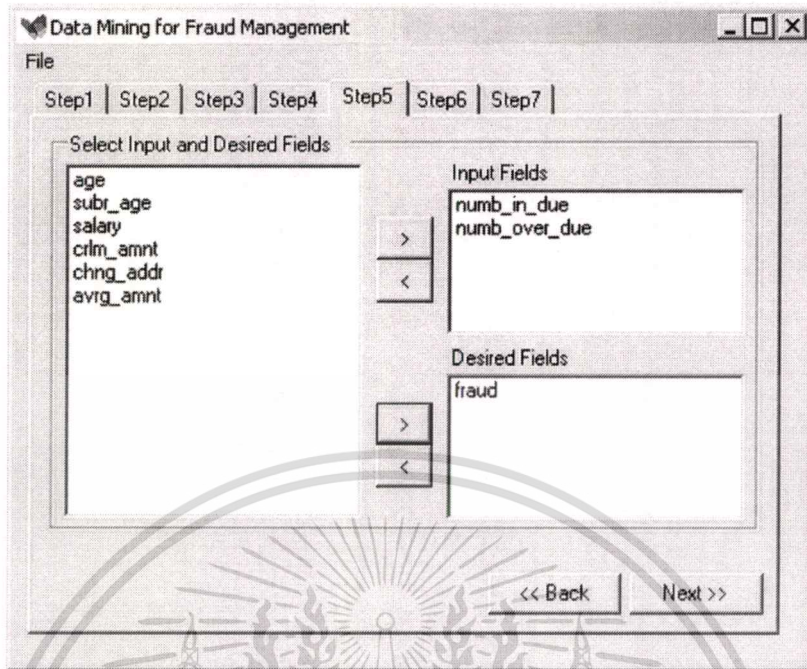 Data Mining for Fraud Management
File
Step1 Step2 Step3 Step4 Step5 Step6 Step7
Select Input and Desired Fields
age
subr_age
salary
crlm_amnt
chng_addr
avrg_amnt
>
<
Input Fields
numb_in_due
numb_over_due
Desired Fields
fraud
>
<
<< Back Next >>